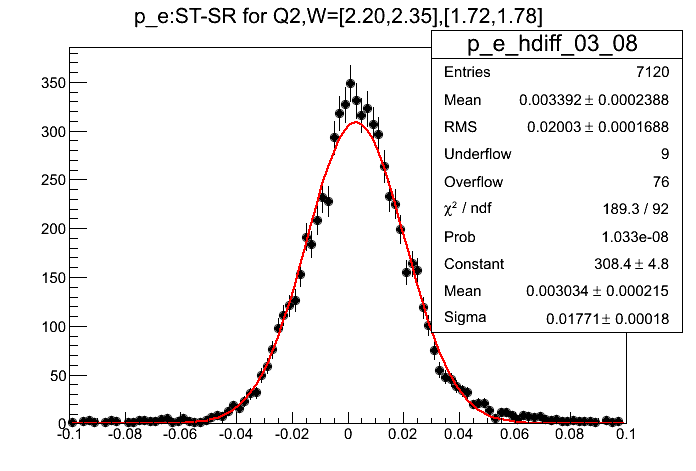 p_e:ST-SR for Q2,W=[2.20,2.35],[1.72,1.78]
p_e_hdiff_03_08
Entries 7120
Mean 0.003392 ± 0.0002388
RMS 0.02003 ± 0.0001688
Underflow 9
Overflow 76
χ² / ndf 189.3 / 92
Prob 1.033e-08
Constant 308.4 ± 4.8
Mean 0.003034 ± 0.000215
Sigma 0.01771 ± 0.00018
350
300
250
200
150
100
50
0
-0.1 -0.08 -0.06 -0.04 -0.02 0 0.02 0.04 0.06 0.08 0.1